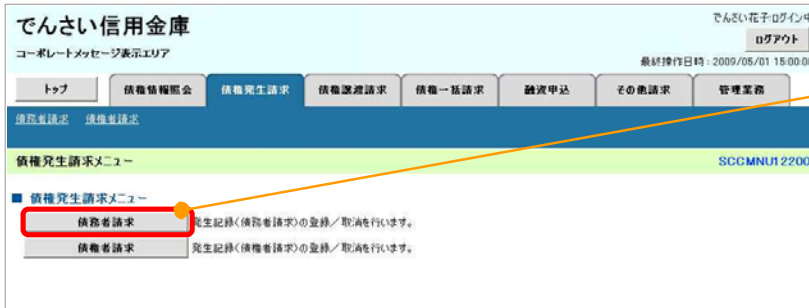 でんさい信用金庫
コーポレートメッセージ表示エリア
でんさい花子:ログイン中
ログアウト
最終操作日時：2009/05/01 15:00:00
トップ 債権情報照会 債権発生請求 債権譲渡請求 債権一括請求 融資申込 その他請求 管理業務
債務者請求 債権者請求
債権発生請求メニュー SCCMNU12200
■ 債権発生請求メニュー
債務者請求 発生記録〈債務者請求〉の登録／取消を行います。
債権者請求 発生記録〈債権者請求〉の登録／取消を行います。